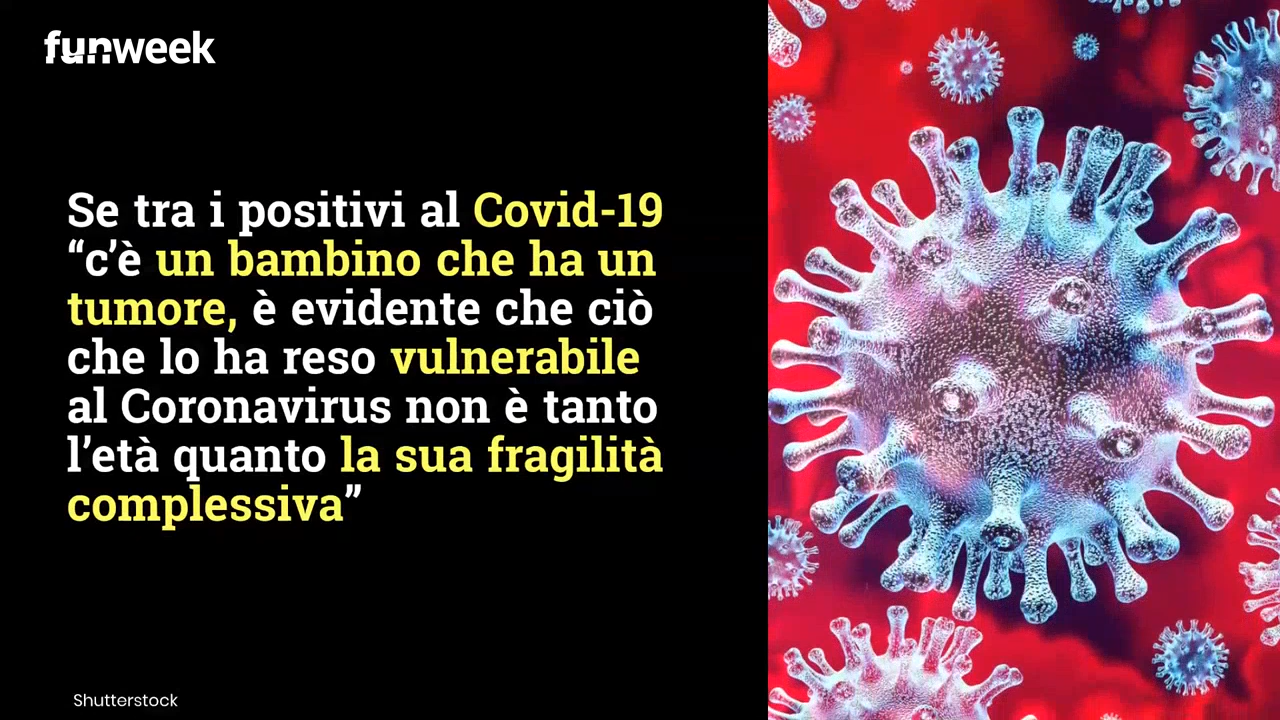 funweek
Se tra i positivi al Covid-19
“c’è un bambino che ha un
tumore, è evidente che ciò
che lo ha reso vulnerabile
al Coronavirus non è tanto
l’età quanto la sua fragilità
complessiva”
Shutterstock